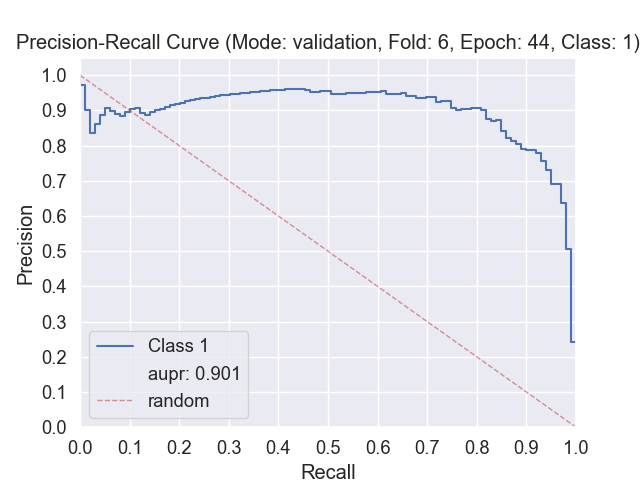 Precision-Recall Curve (Mode: validation, Fold: 6, Epoch: 44, Class: 1)
1.0
0.9
0.8
0.7
0.6
0.5
0.4
0.3
0.2
0.1
0.0
Precision
Class 1
aupr: 0.901
random
0.0 0.1 0.2 0.3 0.4 0.5 0.6 0.7 0.8 0.9 1.0
Recall